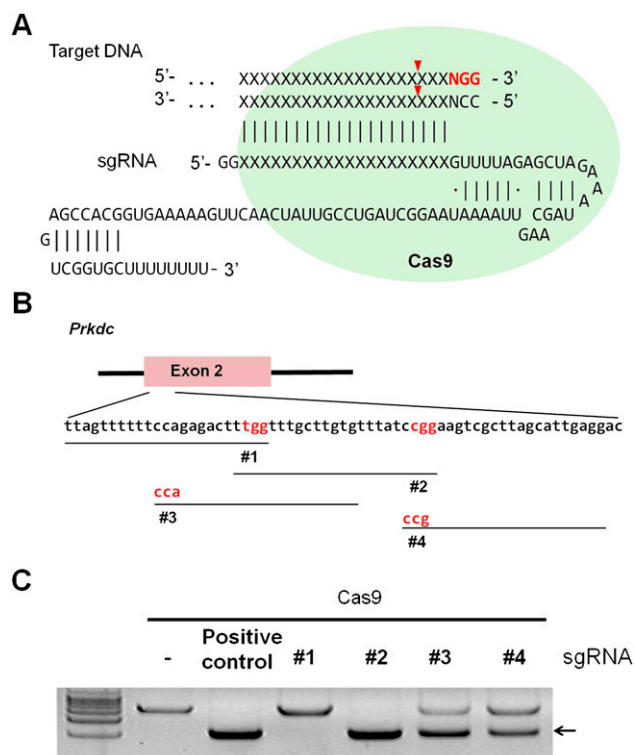 A
Target DNA
5'- ... XXXXXXXXXXXXXXXXXXXXNGG - 3'
3'- ... XXXXXXXXXXXXXXXXXXXXNCC - 5'
sgRNA 5'- GGXXXXXXXXXXXXXXXXXXXXGUUUUAGAGCUA
G
A
A
A
AGCCACGGUGAAAAAGUUCAACUAUUGCCUGAUCGGAAUAAAAUU CGAU
G
GAA
UCGGUGCUUUUUUUU- 3'
Cas9
B
Prkdc
Exon 2
ttagttttttccagagactttggtttgcttgtgtttatccggaagtcgcttagcattgaggac
#1
#2
cca
#3
ccg
#4
C
Cas9
- Positive control #1 #2 #3 #4 sgRNA